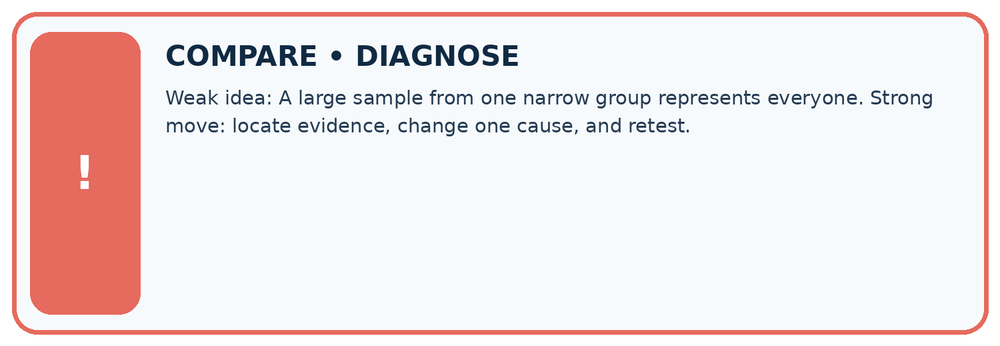 !
COMPARE • DIAGNOSE
Weak idea: A large sample from one narrow group represents everyone. Strong
move: locate evidence, change one cause, and retest.